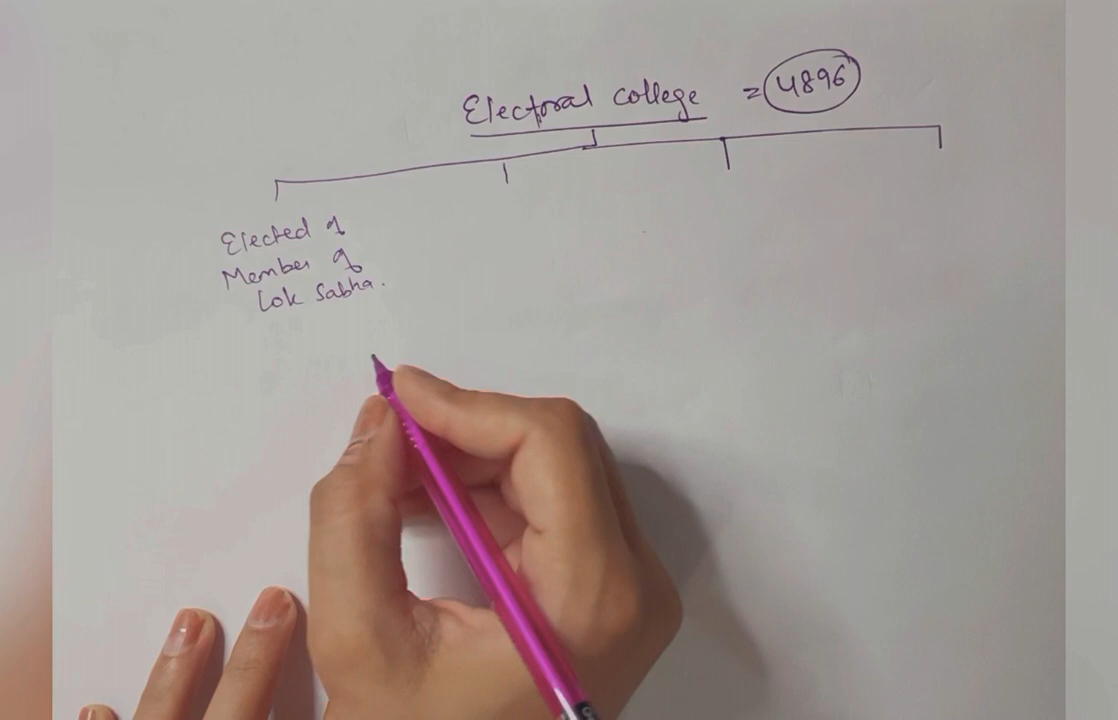 Electoral college = 4896
Elected of
Member of
Lok Sabha.